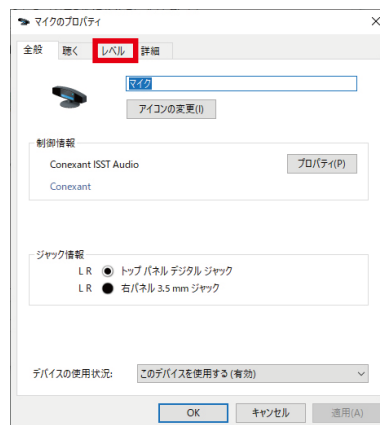 マイクのプロパティ
全般 聴く レベル 詳細
マイク
アイコンの変更(I)
制御情報
Conexant ISST Audio プロパティ(P)
Conexant
ジャック情報
L R トップ パネル デジタル ジャック
L R 右パネル 3.5 mm ジャック
デバイスの使用状況: このデバイスを使用する (有効)
OK キャンセル 適用(A)